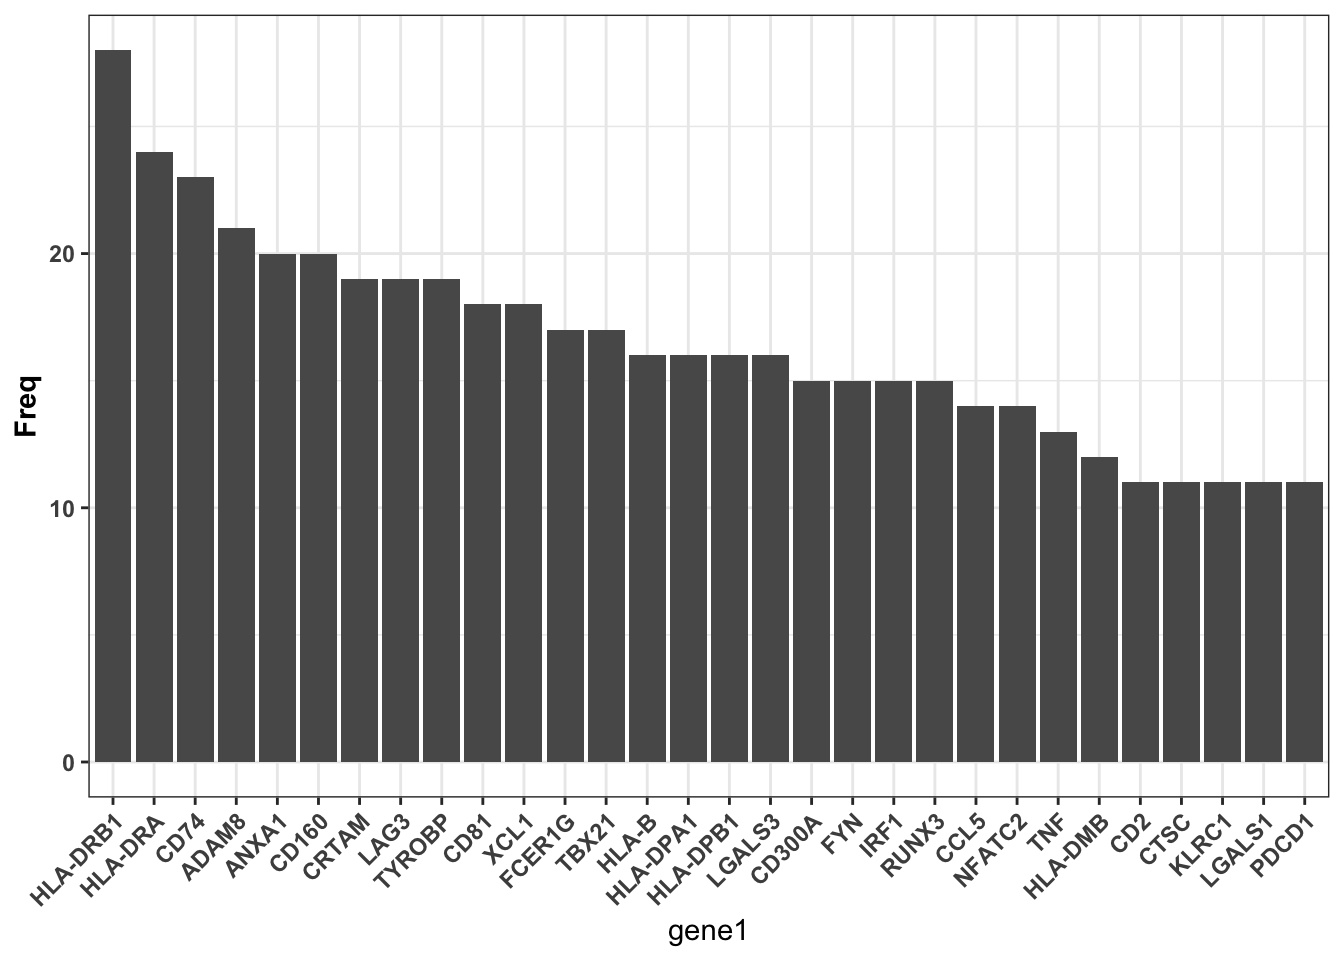 Freq
20
10
0
HLA-DRB1
HLA-DRA
CD74
ADAM8
ANXA1
CD160
CRTAM
LAG3
TYROBP
CD81
XCL1
FCER1G
TBX21
HLA-B
HLA-DPA1
HLA-DPB1
LGALS3
CD300A
FYN
IRF1
RUNX3
CCL5
NFATC2
TNF
HLA-DMB
CD2
CTSC
KLRC1
LGALS1
PDCD1
gene1